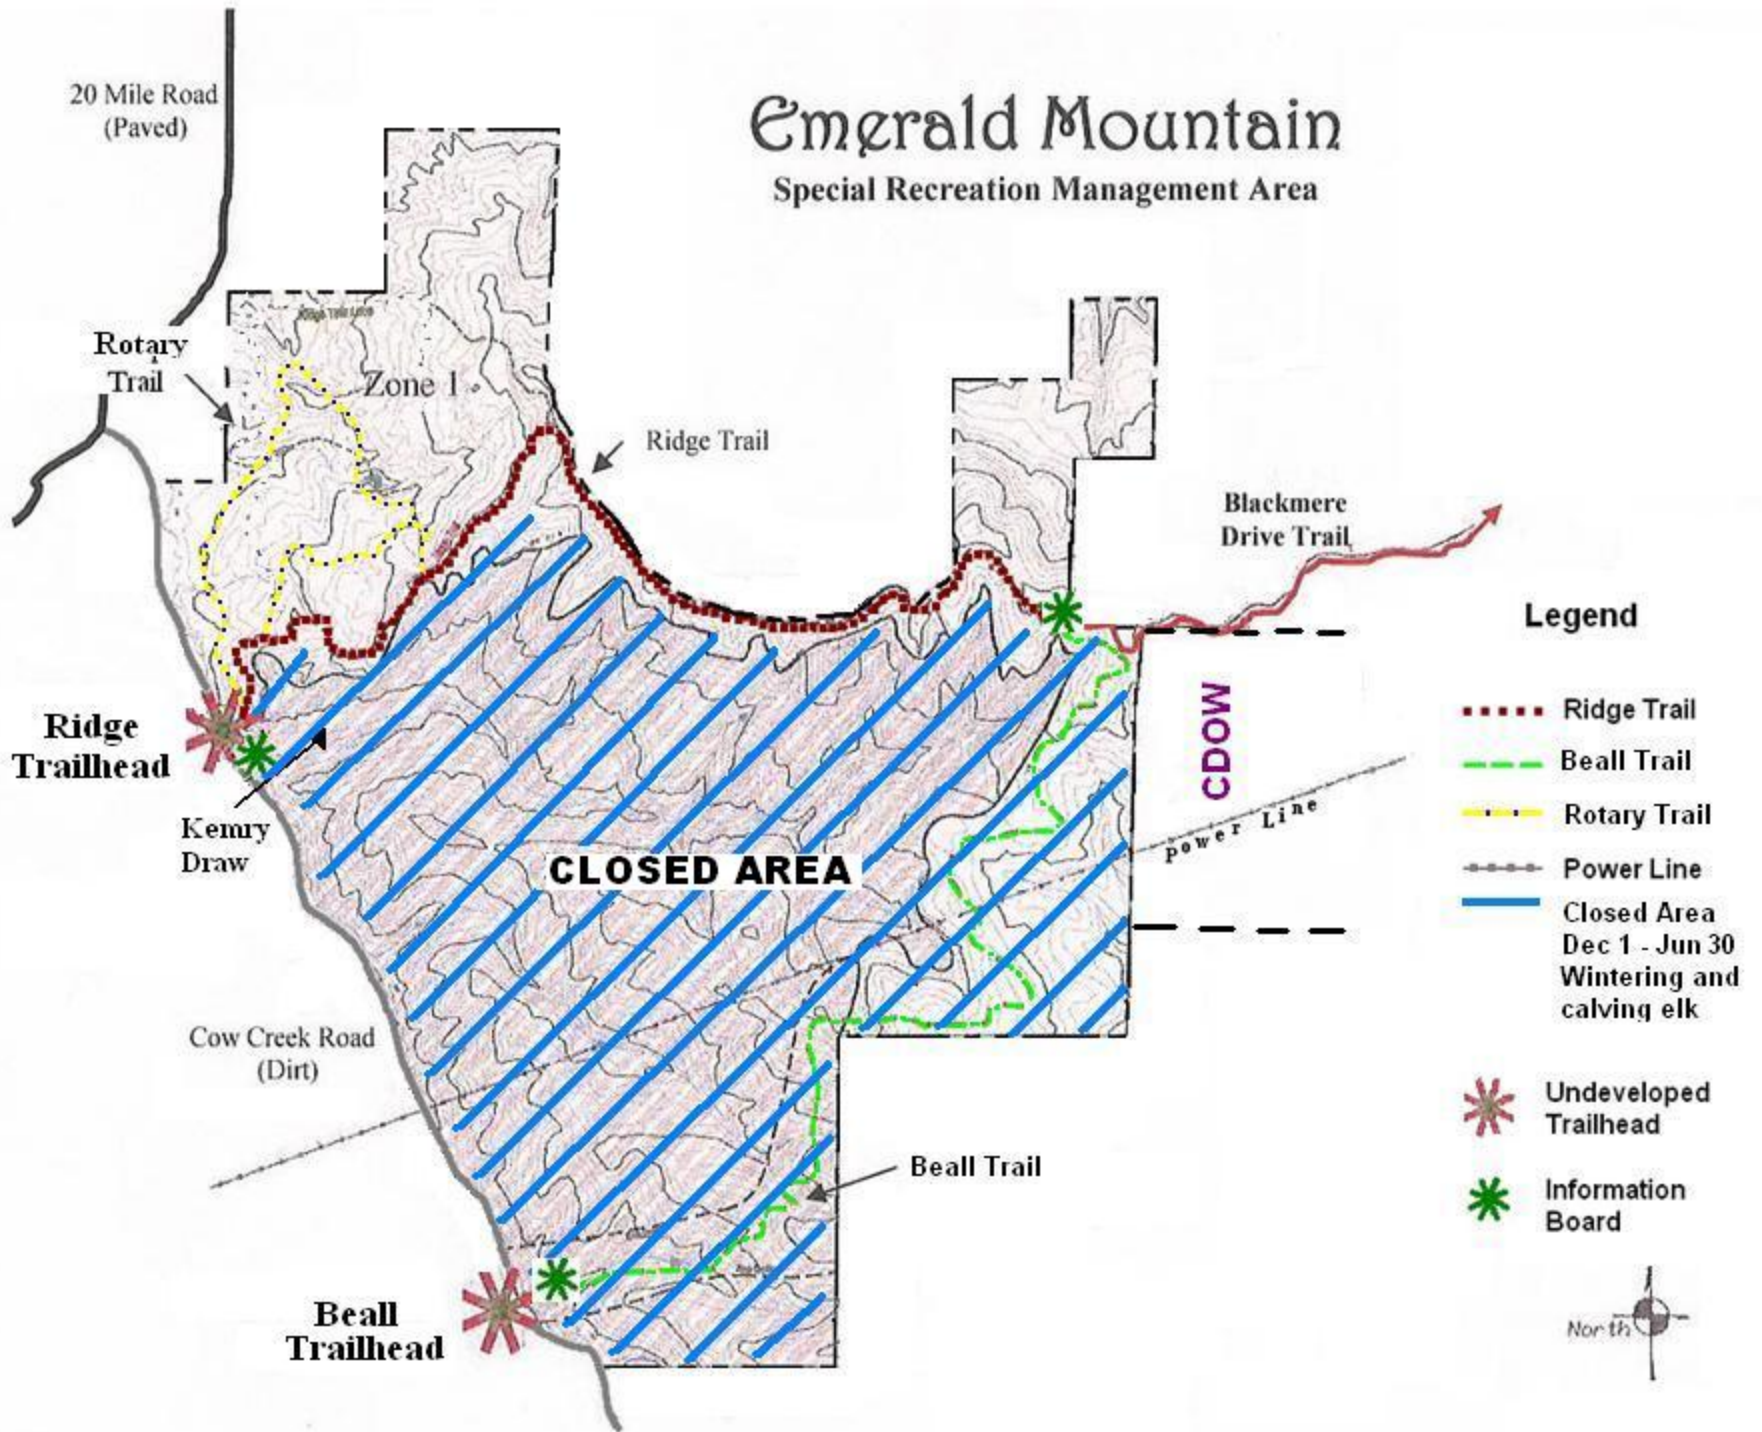 Emerald Mountain
Special Recreation Management Area
20 Mile Road
(Paved)
Rotary
Trail
Zone 1
Ridge Trail
Blackmere
Drive Trail
Ridge
Trailhead
Kemry
Draw
CLOSED AREA
CDOW
Power Line
Cow Creek Road
(Dirt)
Beall Trail
Beall
Trailhead
Legend
Ridge Trail
Beall Trail
Rotary Trail
Power Line
Closed Area
Dec 1 - Jun 30
Wintering and
calving elk
Undeveloped
Trailhead
Information
Board
North